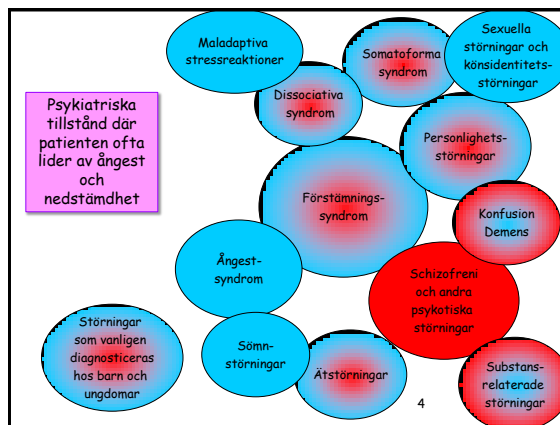 Maladaptiva
stressreaktioner
Somatoforma
syndrom
Sexuella
störningar och
könsidentitets-
störningar
Dissociativa
syndrom
Psykiatriska
tillstånd där
patienten ofta
lider av ångest
och
nedstämdhet
Personlighets-
störningar
Förstämnings-
syndrom
Konfusion
Demens
Ångest-
syndrom
Schizofreni
och andra
psykotiska
störningar
Störningar
som vanligen
diagnosticeras
hos barn och
ungdomar
Sömn-
störningar
Ätstörningar
Substans-
relaterade
störningar
4